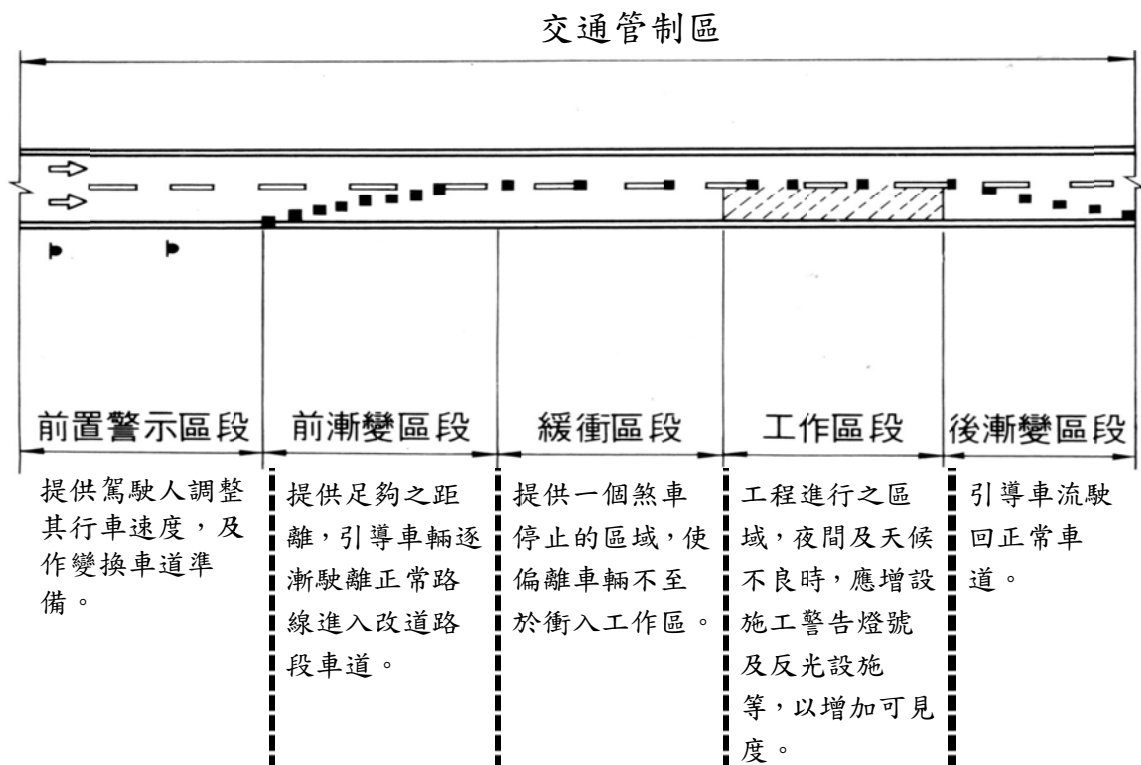 交通管制區
前置警示區段
前漸變區段
緩衝區段
工作區段
後漸變區段
提供駕駛人調整
其行車速度，及
作變換車道準
備。
提供足夠之距
離，引導車輛逐
漸駛離正常路
線進入改道路
段車道。
提供一個煞車
停止的區域，使
偏離車輛不至
於衝入工作區。
工程進行之區
域，夜間及天候
不良時，應增設
施工警告燈號
及反光設施
等，以增加可見
度。
引導車流駛
回正常車
道。